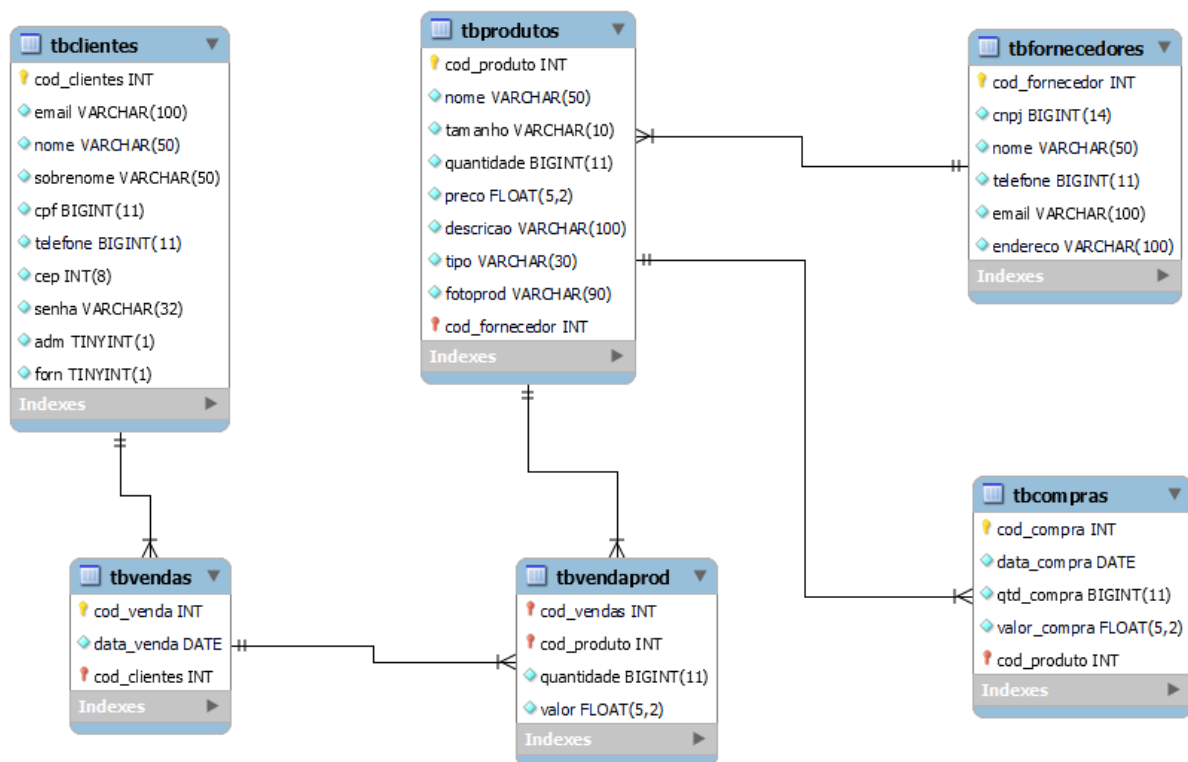 tbclientes
cod_clientes INT
email VARCHAR(100)
nome VARCHAR(50)
sobrenome VARCHAR(50)
cpf BIGINT(11)
telefone BIGINT(11)
cep INT(8)
senha VARCHAR(32)
adm TINYINT(1)
forn TINYINT(1)
Indexes
tbprodutos
cod_produto INT
nome VARCHAR(50)
tamanho VARCHAR(10)
quantidade BIGINT(11)
preco FLOAT(5,2)
descricao VARCHAR(100)
tipo VARCHAR(30)
fotoprod VARCHAR(90)
cod_fornecedor INT
Indexes
tbfornecedores
cod_fornecedor INT
cnpj BIGINT(14)
nome VARCHAR(50)
telefone BIGINT(11)
email VARCHAR(100)
endereco VARCHAR(100)
Indexes
tbvendas
cod_venda INT
data_venda DATE
cod_clientes INT
Indexes
tbvendaprod
cod_vendas INT
cod_produto INT
quantidade BIGINT(11)
valor FLOAT(5,2)
Indexes
tbcompras
cod_compra INT
data_compra DATE
qtd_compra BIGINT(11)
valor_compra FLOAT(5,2)
cod_produto INT
Indexes